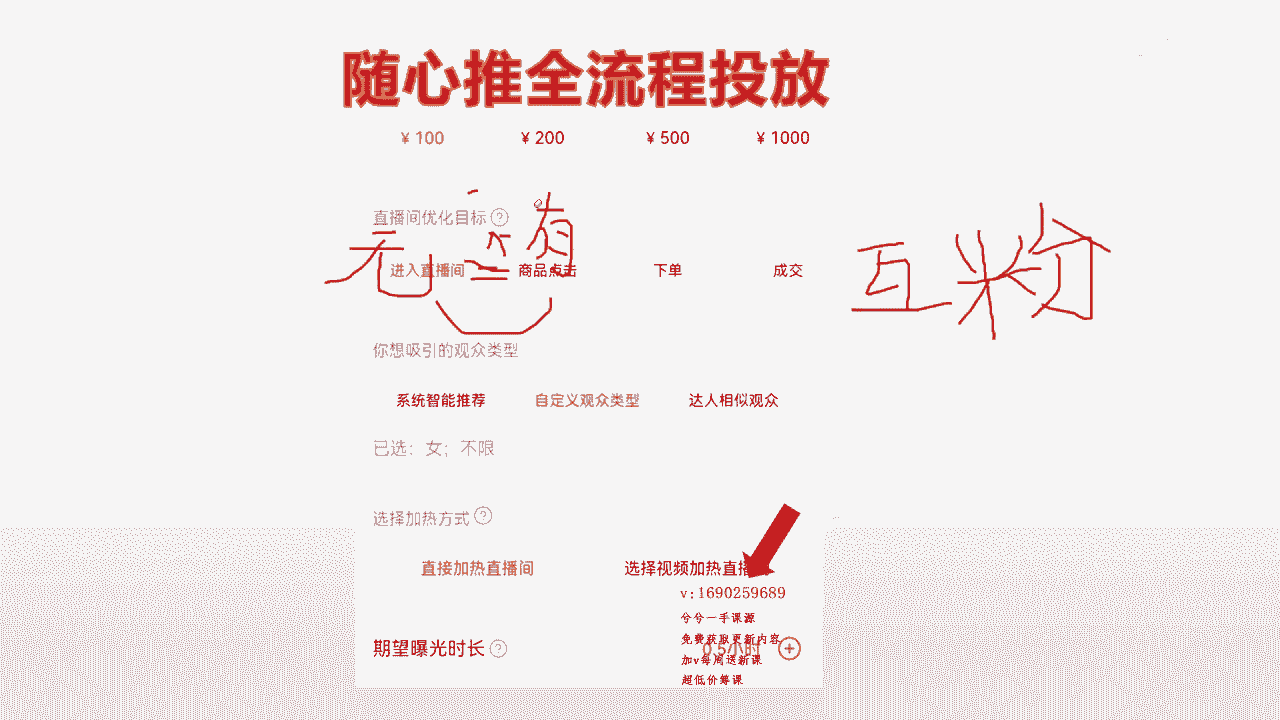 随心推全流程投放
¥ 100 ¥ 200 ¥ 500 ¥ 1000
直播间优化目标 ?
无 有
互粉
进入直播间 商品点击 下单 成交
你想吸引的观众类型
系统智能推荐 自定义观众类型 达人相似观众
已选：女；不限
选择加热方式 ?
直接加热直播间 选择视频加热直播
v:1690259689
兮兮一手课源
免费获取更新内容
期望曝光时长 ? 0.5小时 +
加v每周送新课
超低价筹课